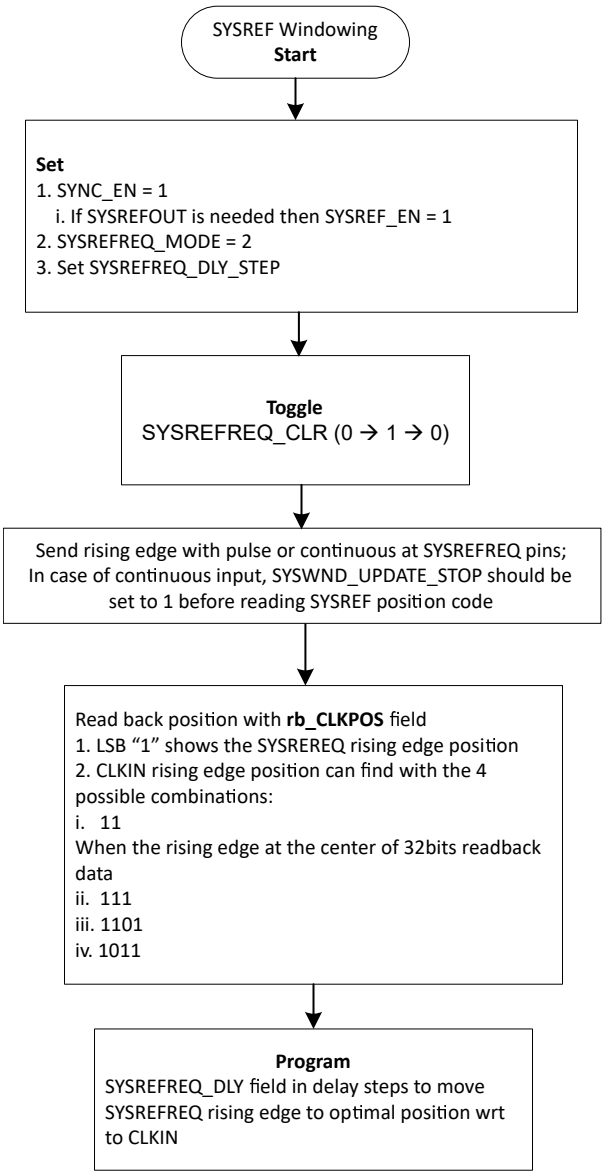 SYSREF Windowing
Start
Set
1. SYNC_EN = 1
i. If SYSREFOUT is needed then SYSREF_EN = 1
2. SYSREFREQ_MODE = 2
3. Set SYSREFREQ_DLY_STEP
Toggle
SYSREFREQ_CLR (0 → 1 → 0)
Send rising edge with pulse or continuous at SYSREFREQ pins;
In case of continuous input, SYSWND_UPDATE_STOP should be
set to 1 before reading SYSREF position code
Read back position with rb_CLKPOS field
1. LSB “1” shows the SYSREREQ rising edge position
2. CLKIN rising edge position can find with the 4
possible combinations:
i. 11
When the rising edge at the center of 32bits readback
data
ii. 111
iii. 1101
iv. 1011
Program
SYSREFREQ_DLY field in delay steps to move
SYSREFREQ rising edge to optimal position wrt
to CLKIN